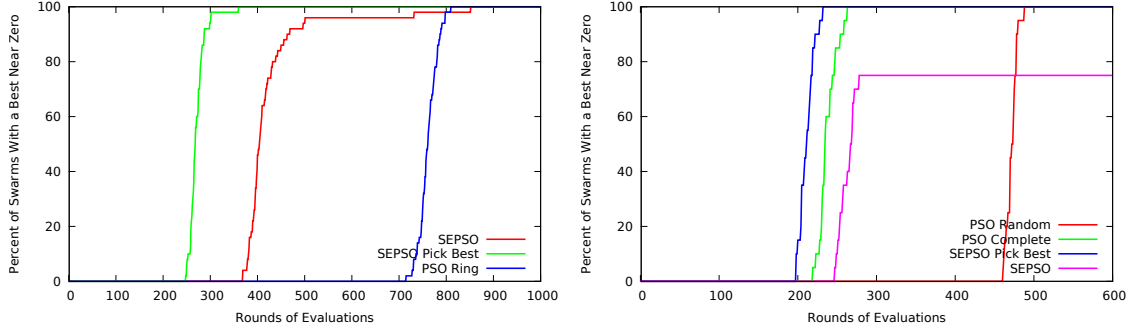 Percent of Swarms With a Best Near Zero
100
80
60
40
20
0
SEPSO
SEPSO Pick Best
PSO Ring
0 100 200 300 400 500 600 700 800 900 1000
Rounds of Evaluations
Percent of Swarms With a Best Near Zero
100
80
60
40
20
0
PSO Random
PSO Complete
SEPSO Pick Best
SEPSO
0 100 200 300 400 500 600
Rounds of Evaluations